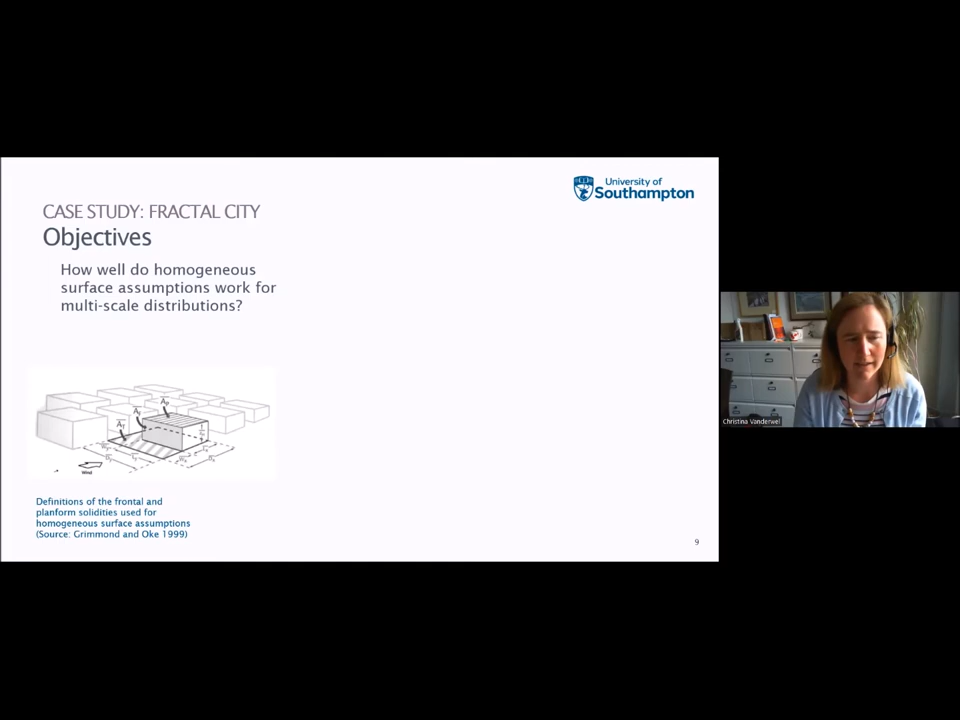 University of
Southampton
CASE STUDY: FRACTAL CITY
Objectives
How well do homogeneous
surface assumptions work for
multi-scale distributions?
Wind
Definitions of the frontal and
planform solidities used for
homogeneous surface assumptions
(Source: Grimmond and Oke 1999)
9
Christina Vanderwel